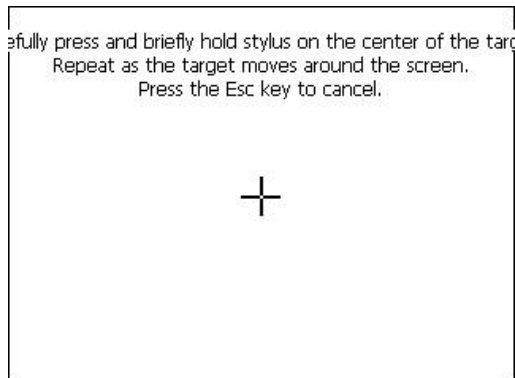 efully press and briefly hold stylus on the center of the targ
Repeat as the target moves around the screen.
Press the Esc key to cancel.